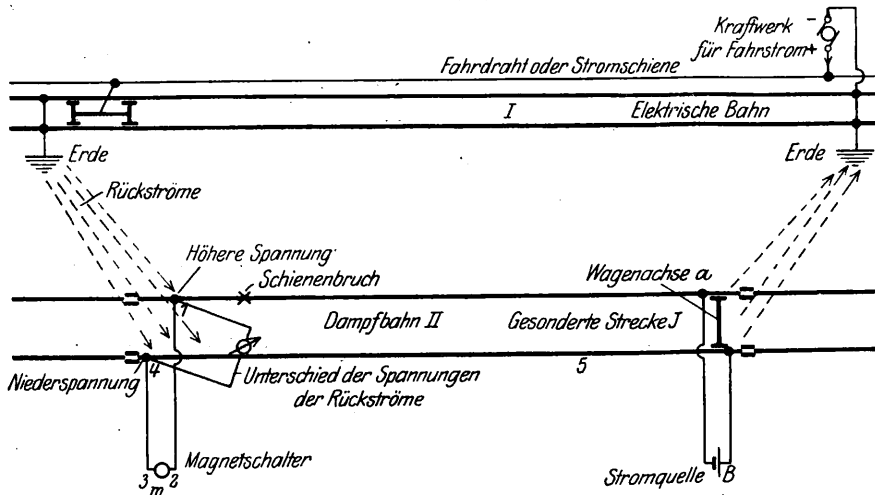 - Kraftwerk
für Fahrstrom +
Fahrdraht oder Stromschiene
I Elektrische Bahn
Erde Erde
Rückströme
Höhere Spannung
Schienenbruch
Wagenachse a
1
Dampfbahn II Gesonderte Strecke J
Niederspannung 4 Unterschied der Spannungen 5
der Rückströme
3 2 Magnetschalter
m
Stromquelle B